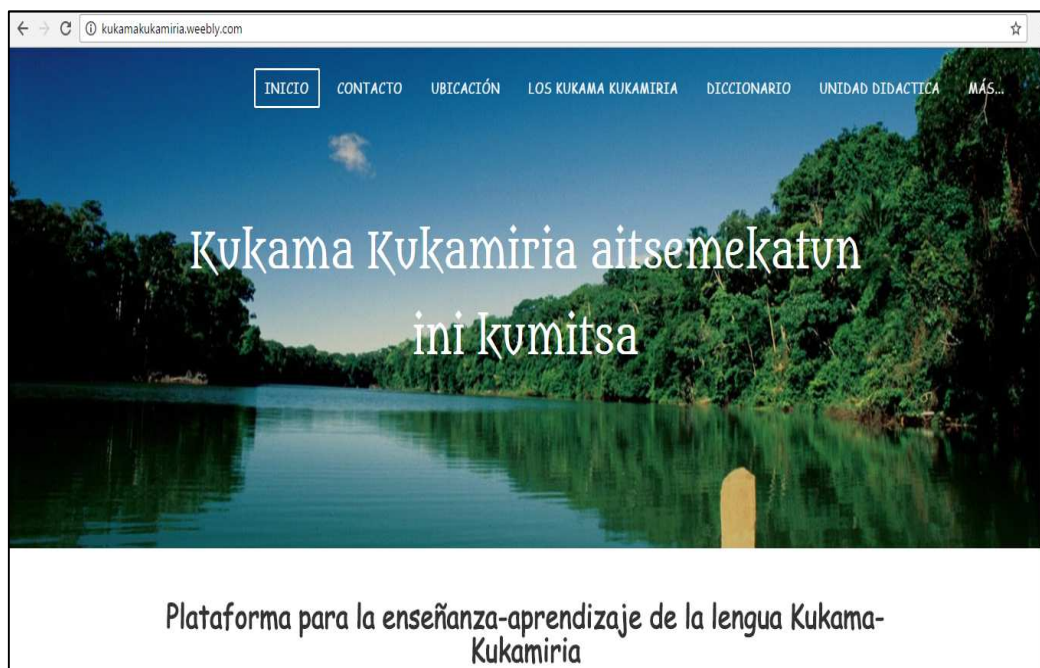 kukamakukamiria.weebly.com
INICIO CONTACTO UBICACIÓN LOS KUKAMA KUKAMIRIA DICCIONARIO UNIDAD DIDACTICA MÁS...
Kukama Kukamiria aitsemekatun
ini kumitsa
Plataforma para la enseñanza-aprendizaje de la lengua Kukama-
Kukamiria